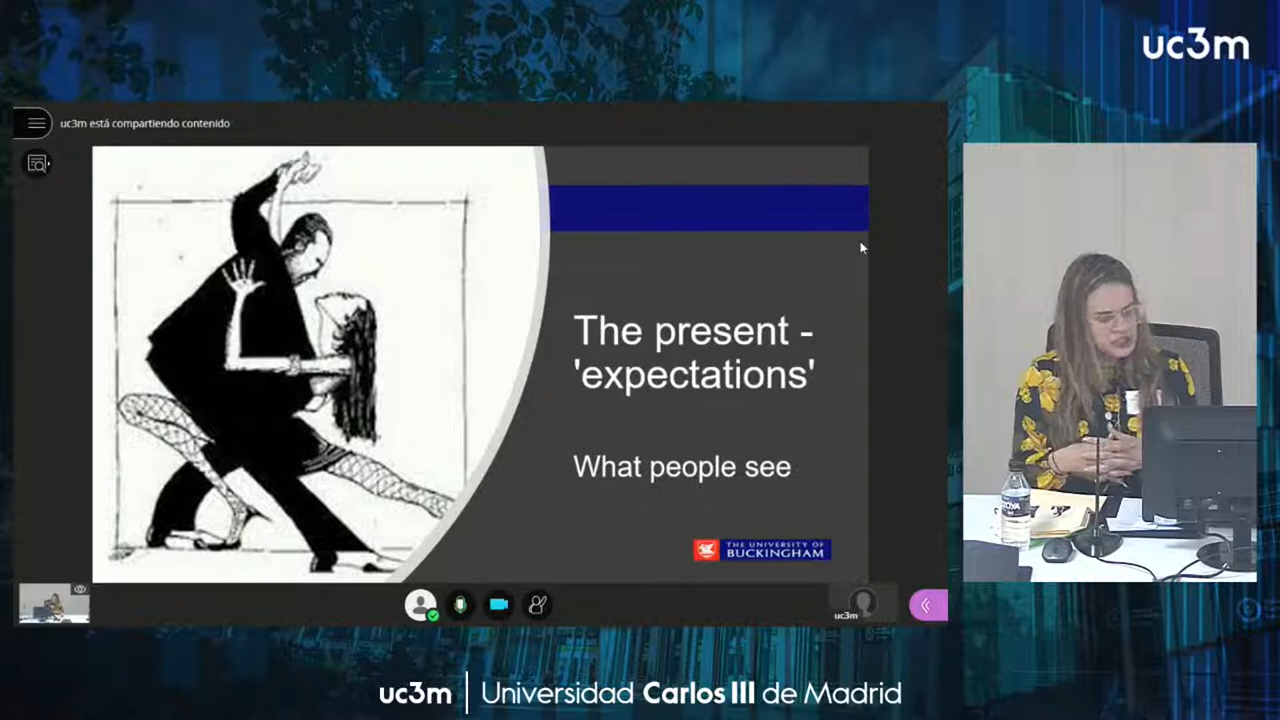 uc3m
uc3m está compartiendo contenido
The present -
'expectations'
What people see
THE UNIVERSITY OF
BUCKINGHAM
uc3m
uc3m | Universidad Carlos III de Madrid